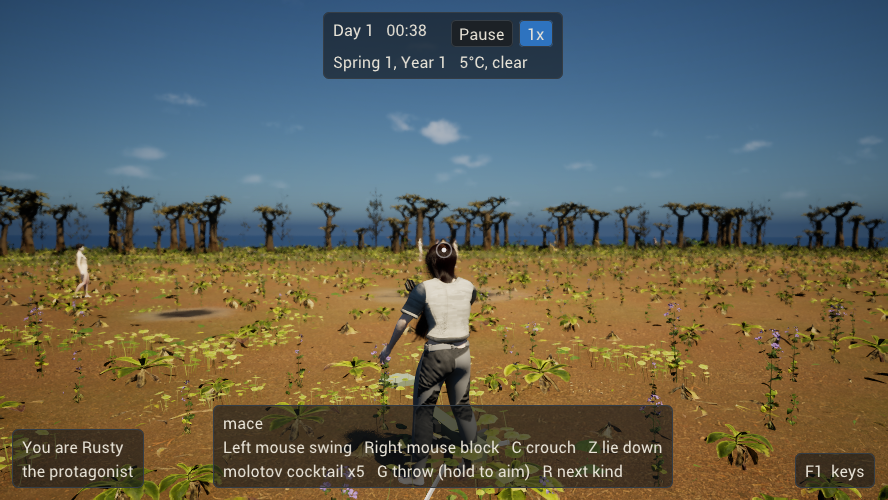 Day 1 00:38 Pause 1x
Spring 1, Year 1 5°C, clear
mace
Left mouse swing Right mouse block C crouch Z lie down
molotov cocktail x5 G throw (hold to aim) R next kind
You are Rusty
the protagonist
F1 keys